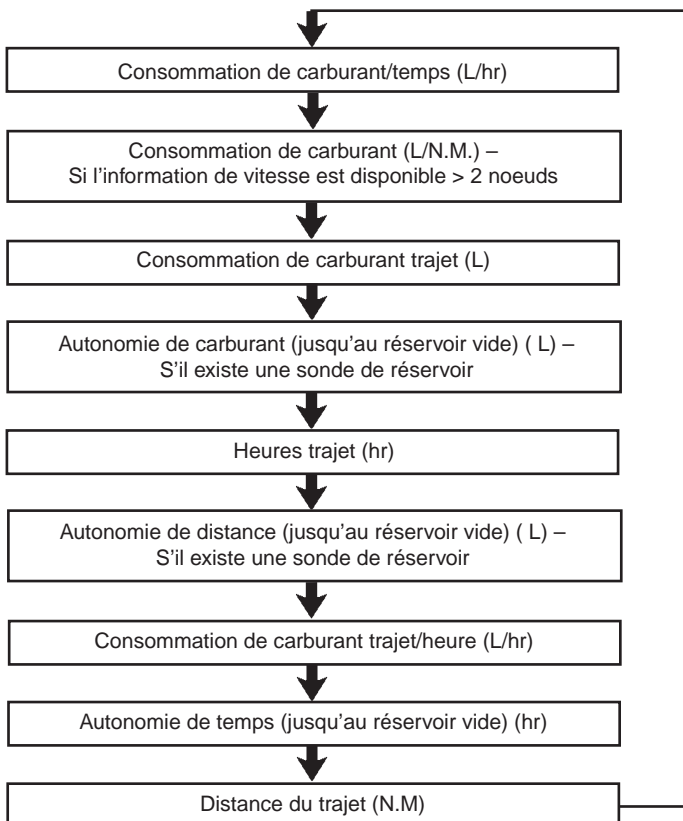 Consommation de carburant/temps (L/hr)
Consommation de carburant (L/N.M.) –
Si l'information de vitesse est disponible > 2 noeuds
Consommation de carburant trajet (L)
Autonomie de carburant (jusqu'au réservoir vide) ( L) –
S'il existe une sonde de réservoir
Heures trajet (hr)
Autonomie de distance (jusqu'au réservoir vide) ( L) –
S'il existe une sonde de réservoir
Consommation de carburant trajet/heure (L/hr)
Autonomie de temps (jusqu'au réservoir vide) (hr)
Distance du trajet (N.M)